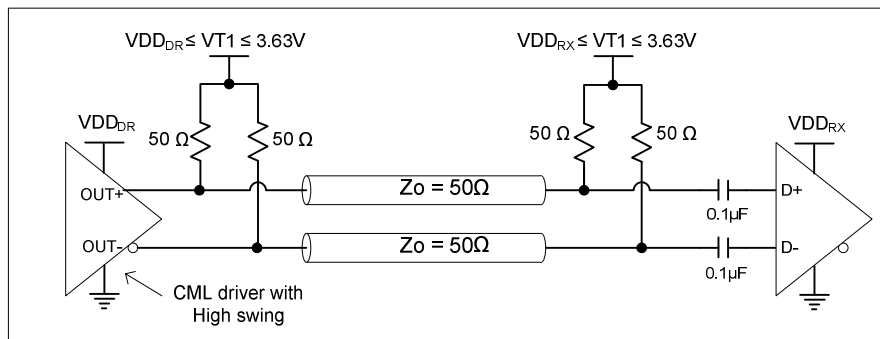 VDD_DR ≤ VT1 ≤ 3.63V
VDD_RX ≤ VT1 ≤ 3.63V
VDD_DR
50 Ω
50 Ω
50 Ω
50 Ω
VDD_RX
OUT+
Zo = 50Ω
D+
0.1µF
OUT-
Zo = 50Ω
D-
0.1µF
CML driver with
High swing